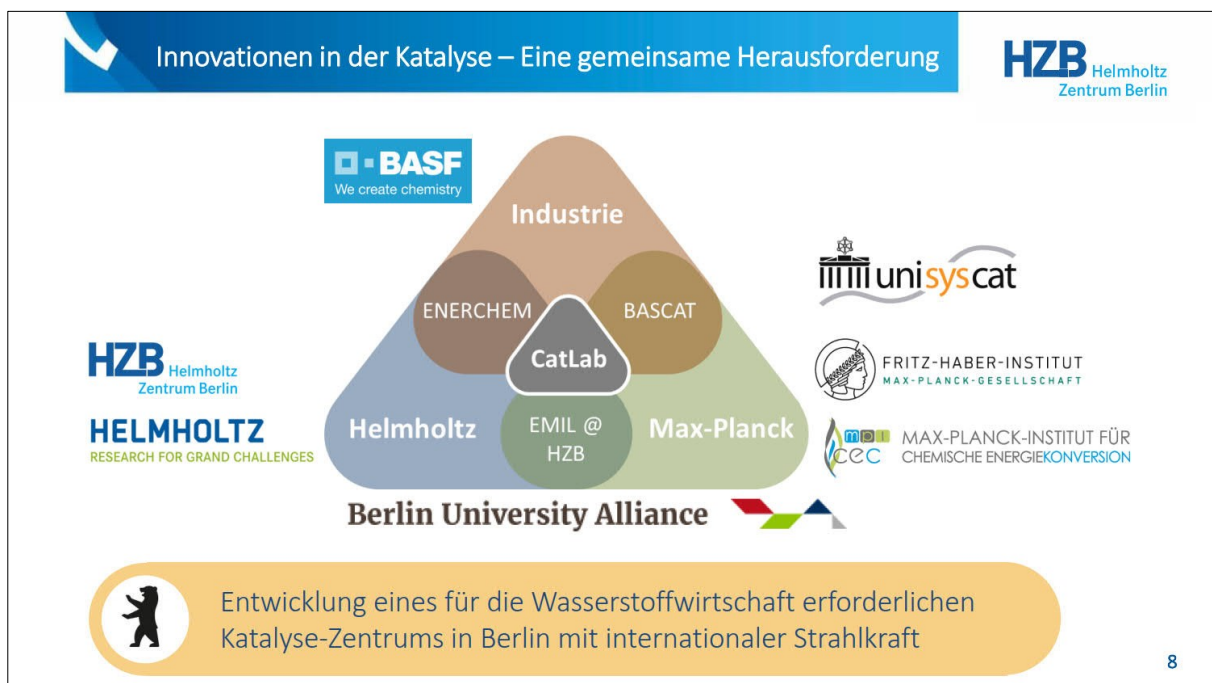 Innovationen in der Katalyse – Eine gemeinsame Herausforderung
HZB Helmholtz
Zentrum Berlin
BASF
We create chemistry
Industrie
unisyscat
ENERCHEM
BASCAT
CatLab
HZB Helmholtz
Zentrum Berlin
FRITZ-HABER-INSTITUT
MAX-PLANCK-GESELLSCHAFT
HELMHOLTZ
RESEARCH FOR GRAND CHALLENGES
Helmholtz
EMIL @
HZB
Max-Planck
mpi
cec
MAX-PLANCK-INSTITUT FÜR
CHEMISCHE ENERGIEKONVERSION
Berlin University Alliance
Entwicklung eines für die Wasserstoffwirtschaft erforderlichen
Katalyse-Zentrums in Berlin mit internationaler Strahlkraft
8